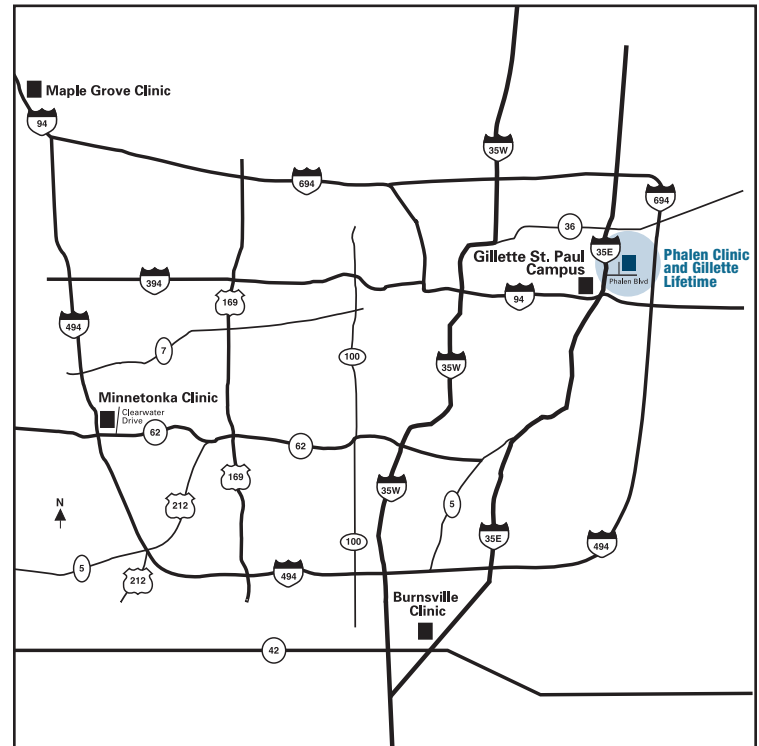 Maple Grove Clinic
94
35W
694
694
36
Gillette St. Paul
Campus
35E
Phalen Clinic
and Gillette
Lifetime
Phalen Blvd
394
169
94
494
7
100
35W
Minnetonka Clinic
Clearwater
Drive
62
62
169
35W
212
5
N
100
35E
494
5
212
494
Burnsville
Clinic
42